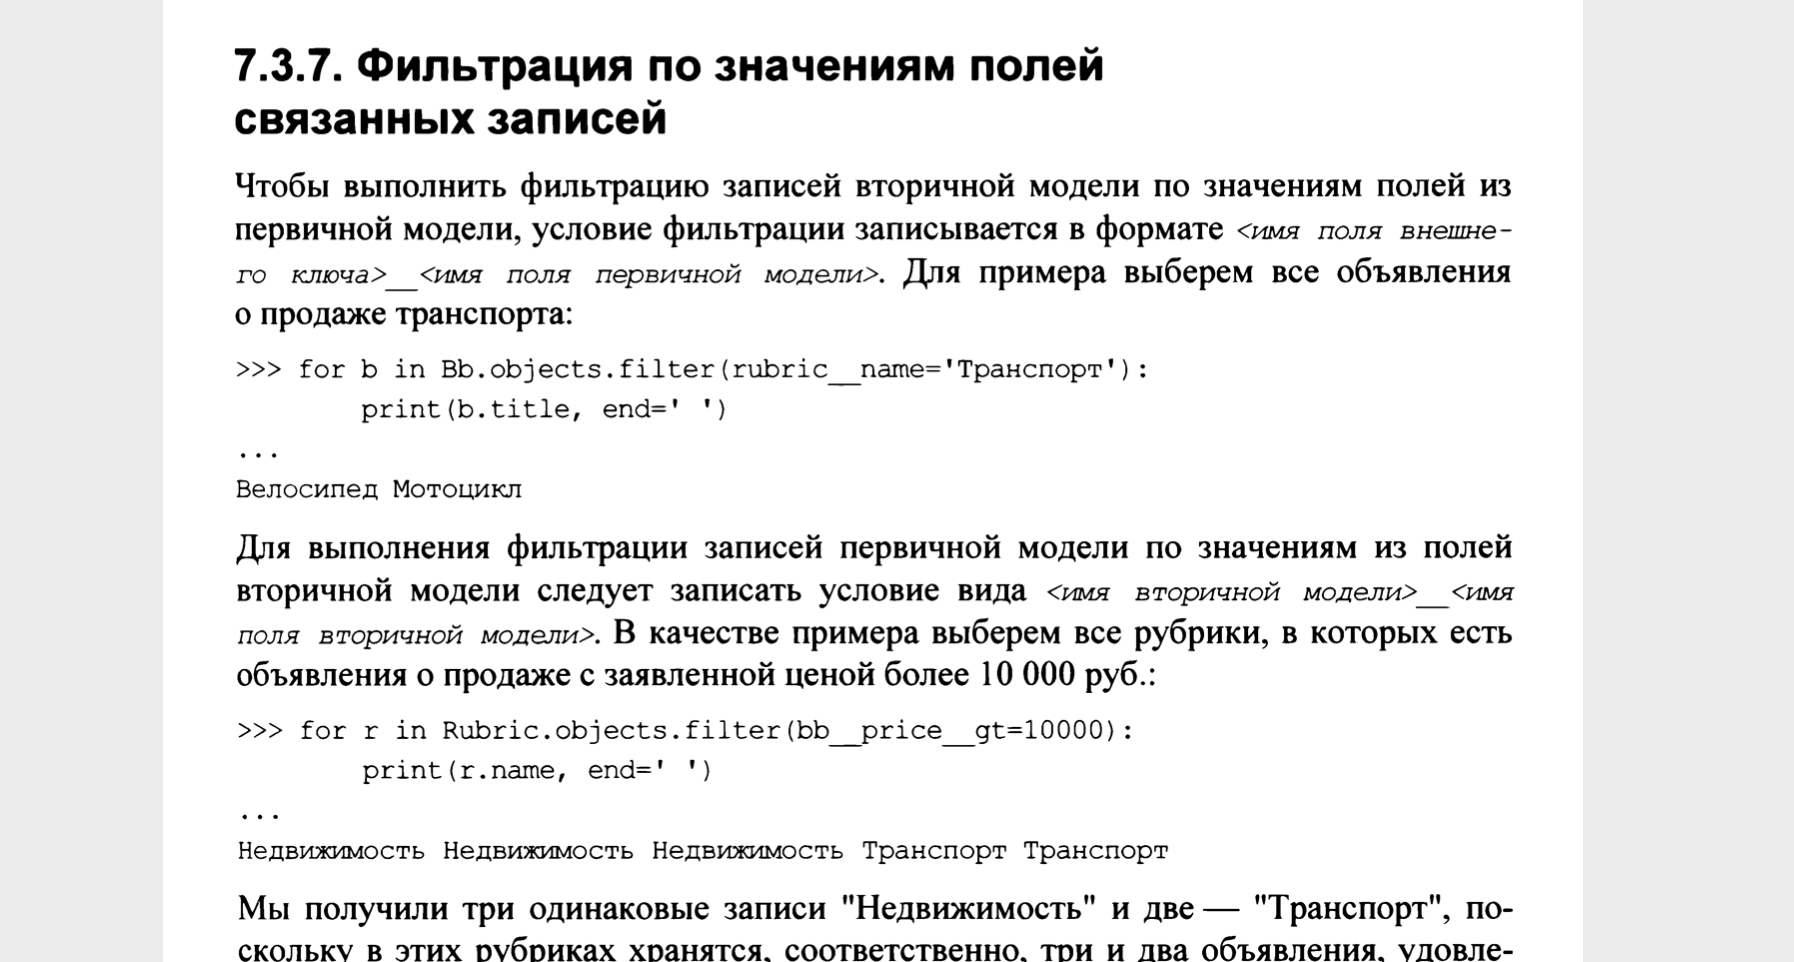 7.3.7. Фильтрация по значениям полей
связанных записей
Чтобы выполнить фильтрацию записей вторичной модели по значениям полей из
первичной модели, условие фильтрации записывается в формате <имя поля внешне-
го ключа>__<имя поля первичной модели>. Для примера выберем все объявления
о продаже транспорта:
>>> for b in Bb.objects.filter(rubric__name='Транспорт'):
        print(b.title, end=' ')
...
Велосипед Мотоцикл
Для выполнения фильтрации записей первичной модели по значениям из полей
вторичной модели следует записать условие вида <имя вторичной модели>__<имя
поля вторичной модели>. В качестве примера выберем все рубрики, в которых есть
объявления о продаже с заявленной ценой более 10 000 руб.:
>>> for r in Rubric.objects.filter(bb__price__gt=10000):
        print(r.name, end=' ')
...
Недвижимость Недвижимость Недвижимость Транспорт Транспорт
Мы получили три одинаковые записи "Недвижимость" и две — "Транспорт", по-
скольку в этих рубриках хранятся, соответственно, три и два объявления, удовле-